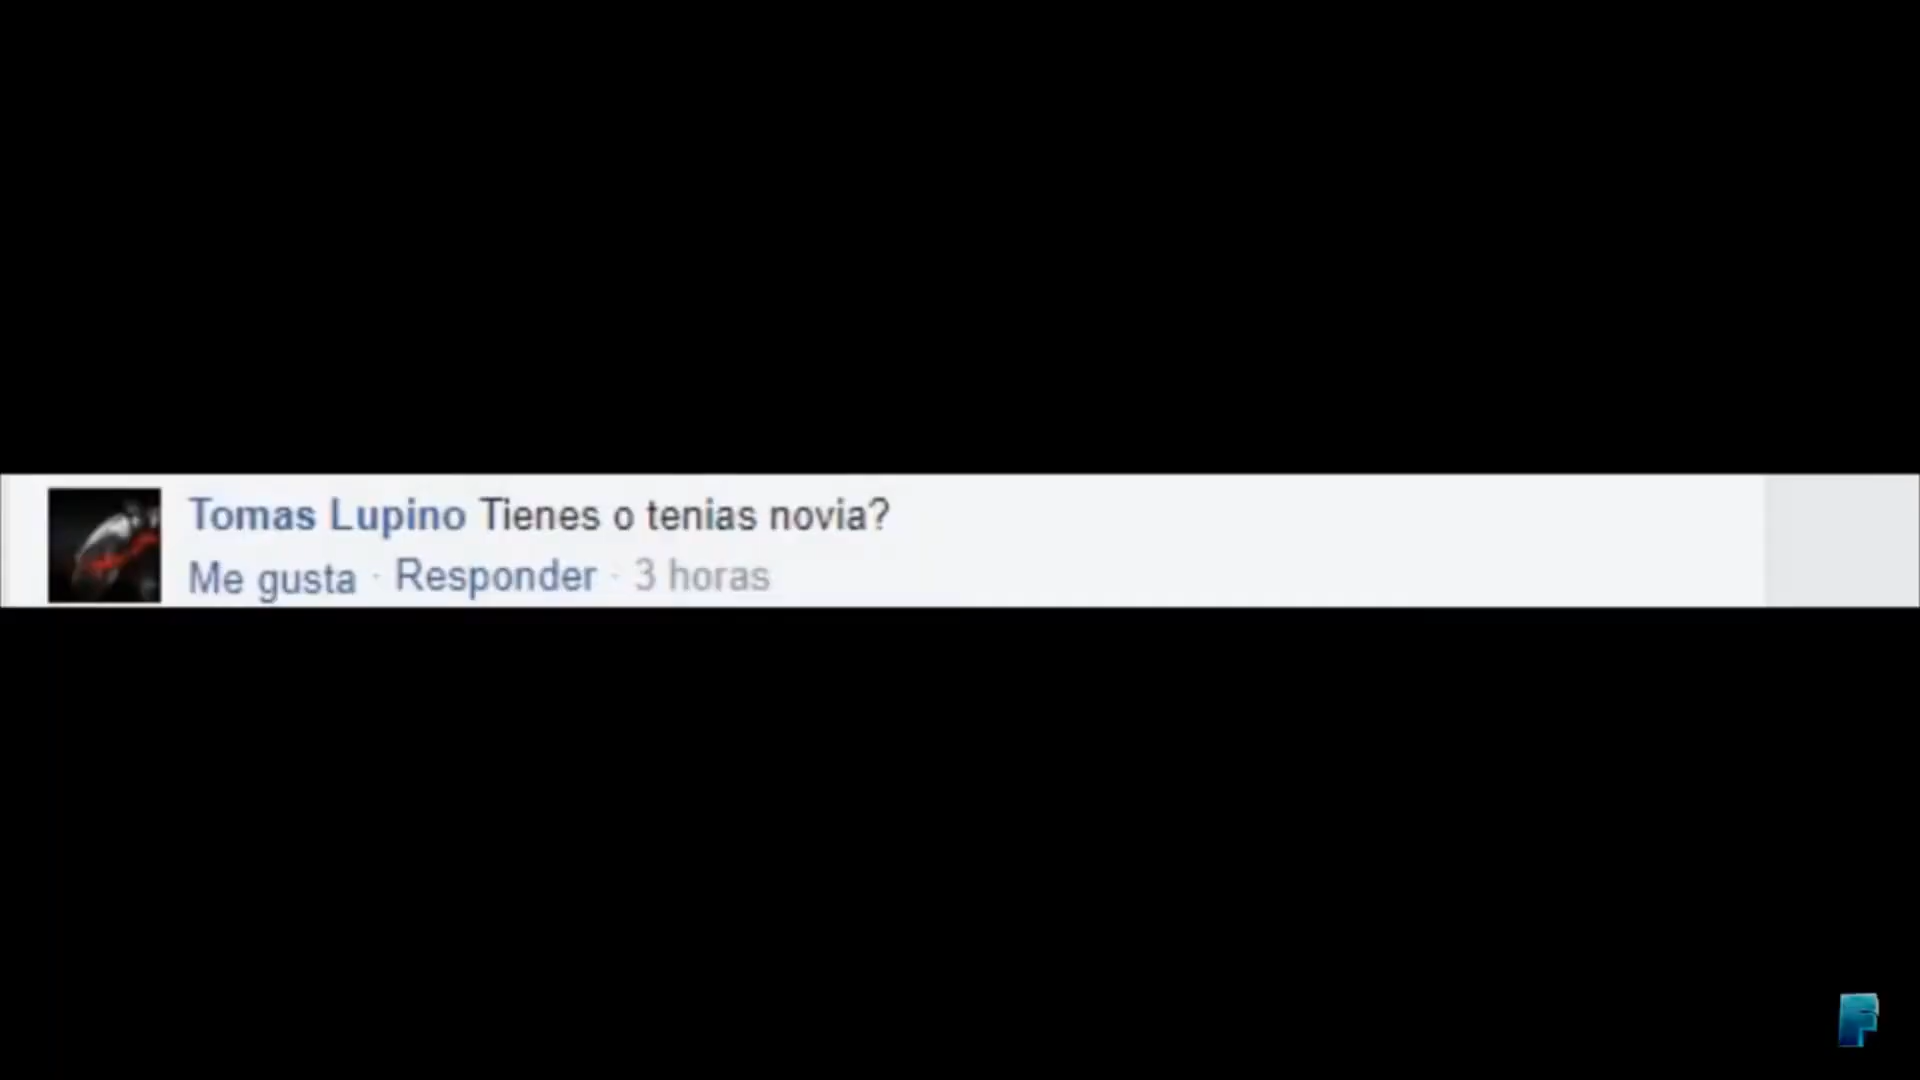 Tomas Lupino Tienes o tenias novia?
Me gusta · Responder · 3 horas
F